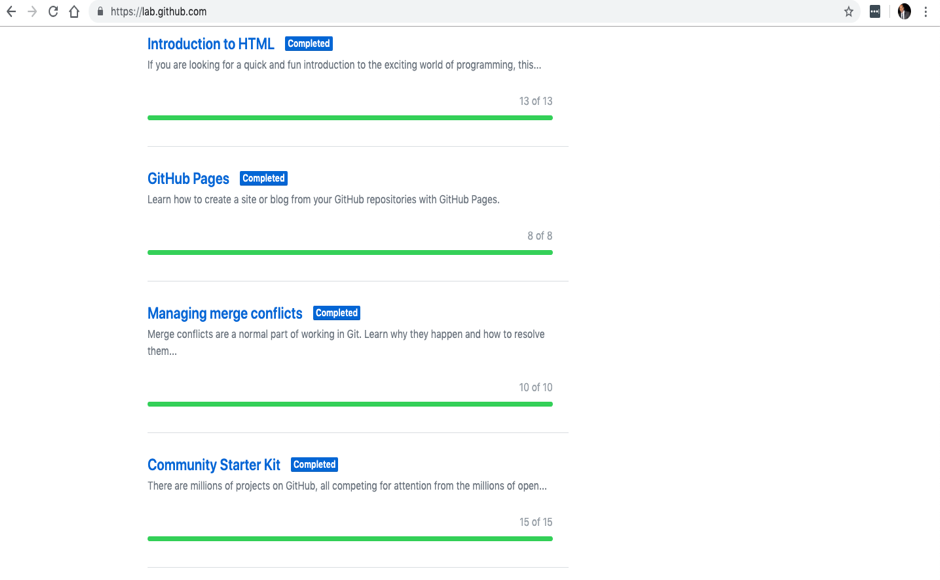 https://lab.github.com
Introduction to HTML Completed
If you are looking for a quick and fun introduction to the exciting world of programming, this...
13 of 13
GitHub Pages Completed
Learn how to create a site or blog from your GitHub repositories with GitHub Pages.
8 of 8
Managing merge conflicts Completed
Merge conflicts are a normal part of working in Git. Learn why they happen and how to resolve
them...
10 of 10
Community Starter Kit Completed
There are millions of projects on GitHub, all competing for attention from the millions of open...
15 of 15